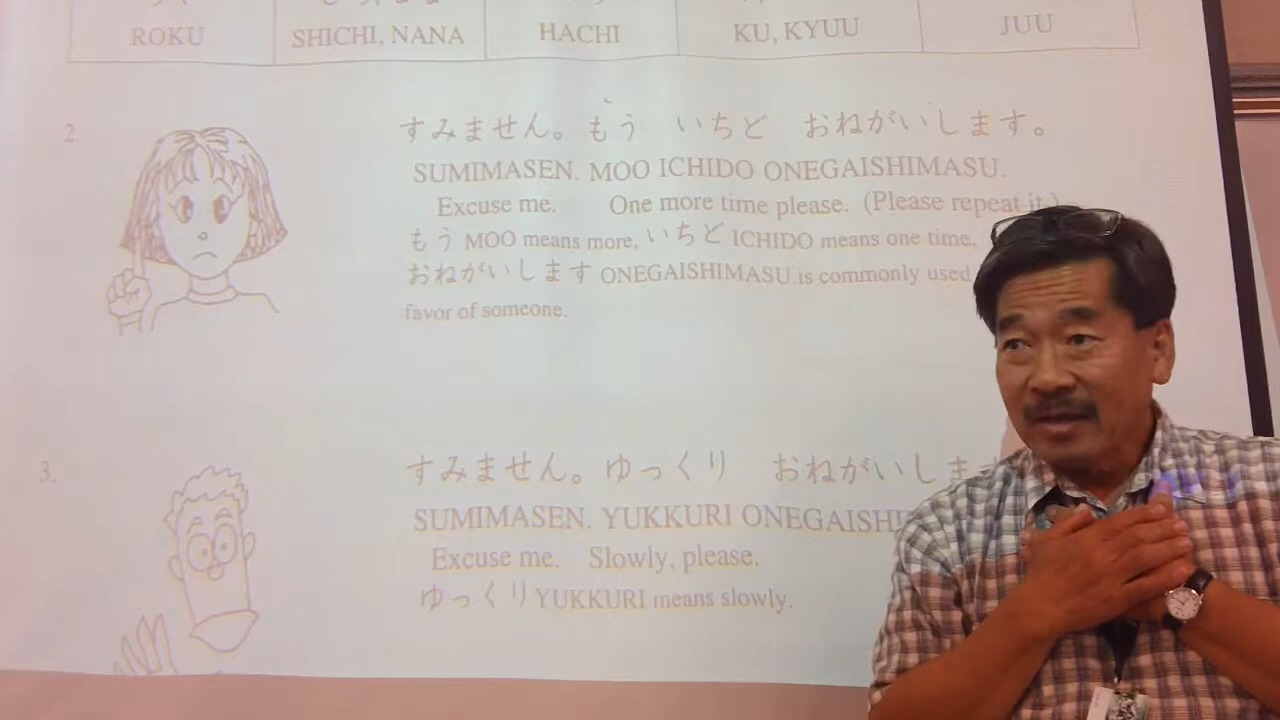 ROKU SHICHI, NANA HACHI KU, KYUU JUU
2. すみません。もう いちど おねがいします。
SUMIMASEN. MOO ICHIDO ONEGAISHIMASU.
Excuse me. One more time please. (Please repeat it.)
もう MOO means more, いちど ICHIDO means one time,
おねがいします ONEGAISHIMASU is commonly used
favor of someone.
3. すみません。ゆっくり おねがいしま
SUMIMASEN. YUKKURI ONEGAISHI
Excuse me. Slowly, please.
ゆっくり YUKKURI means slowly.